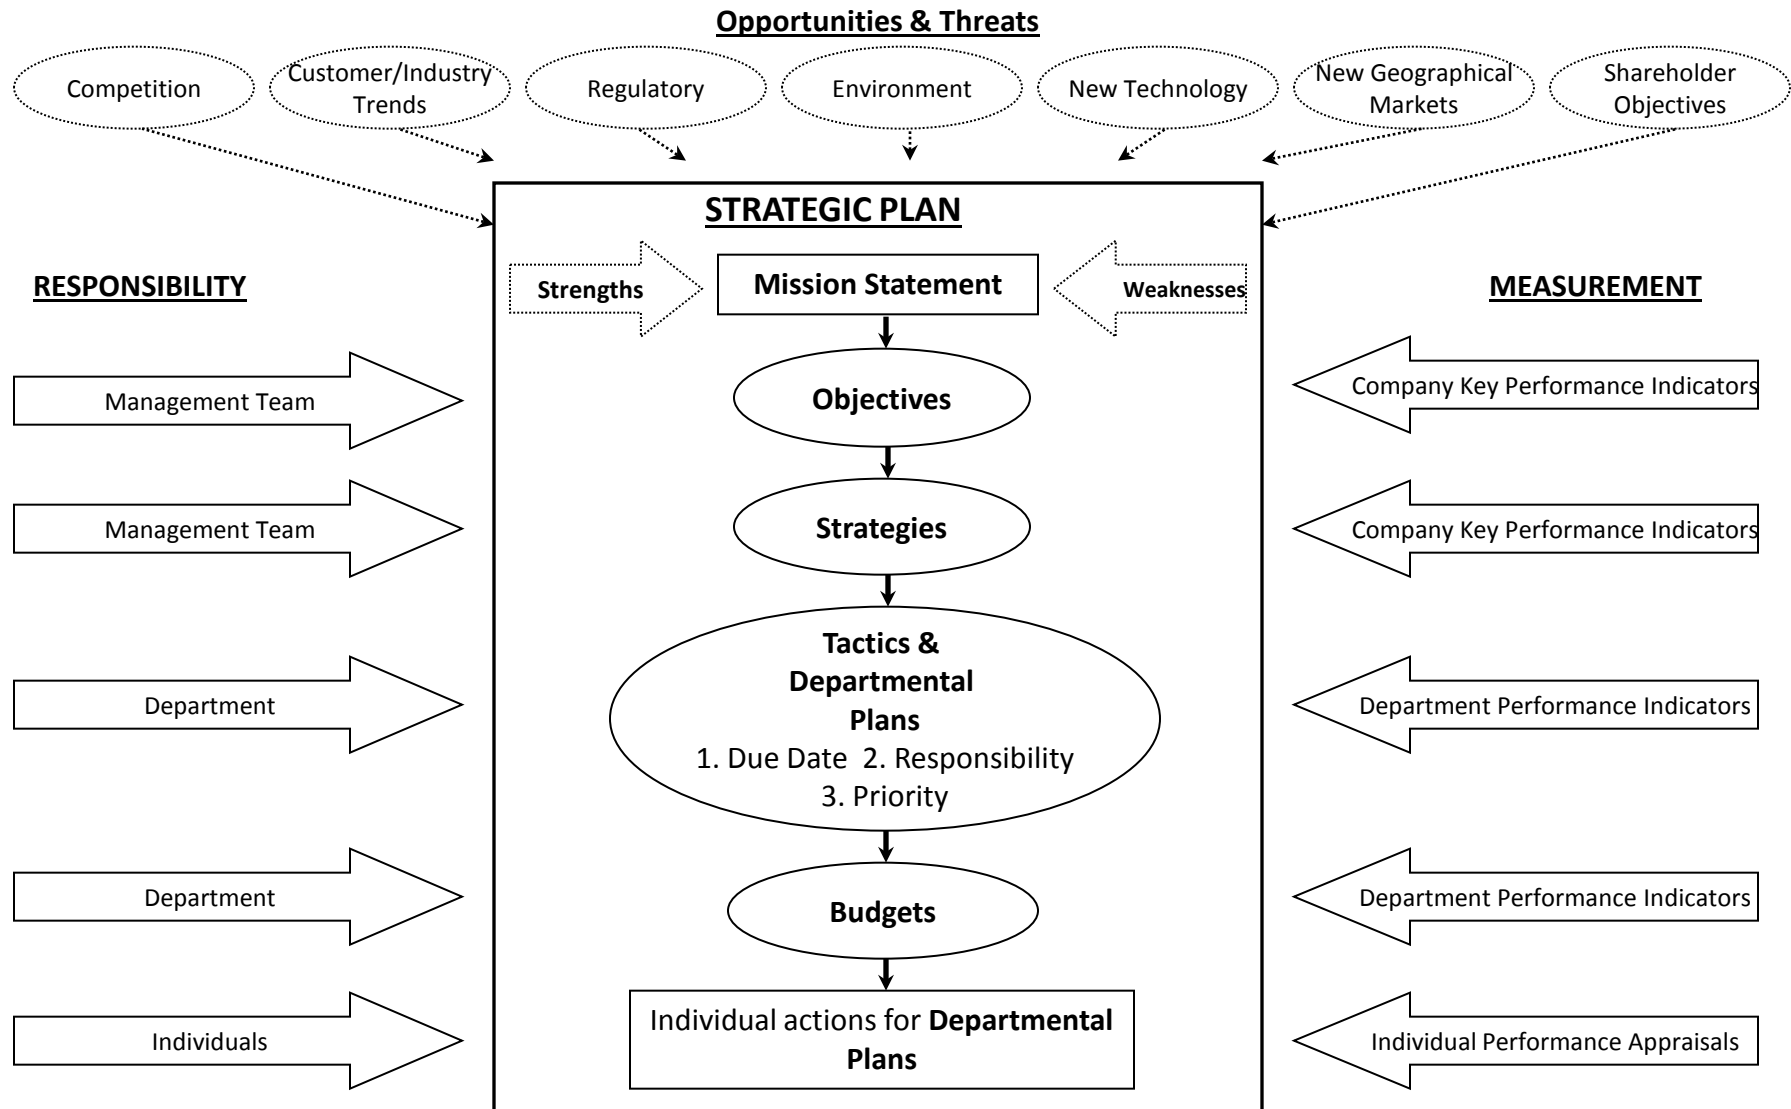 Opportunities & Threats
Competition
Customer/Industry
Trends
Regulatory
Environment
New Technology
New Geographical
Markets
Shareholder
Objectives
STRATEGIC PLAN
RESPONSIBILITY
Strengths
Mission Statement
Weaknesses
MEASUREMENT
Management Team
Objectives
Company Key Performance Indicators
Management Team
Strategies
Company Key Performance Indicators
Department
Tactics &
Departmental
Plans
1. Due Date  2. Responsibility
3. Priority
Department Performance Indicators
Department
Budgets
Department Performance Indicators
Individuals
Individual actions for Departmental
Plans
Individual Performance Appraisals